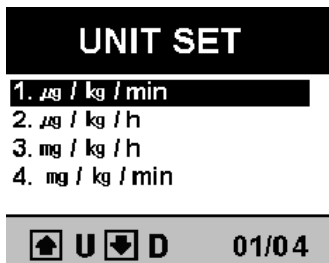 UNIT SET
1. μg / kg / min
2. μg / kg / h
3. mg / kg / h
4. mg / kg / min
U D 01/04